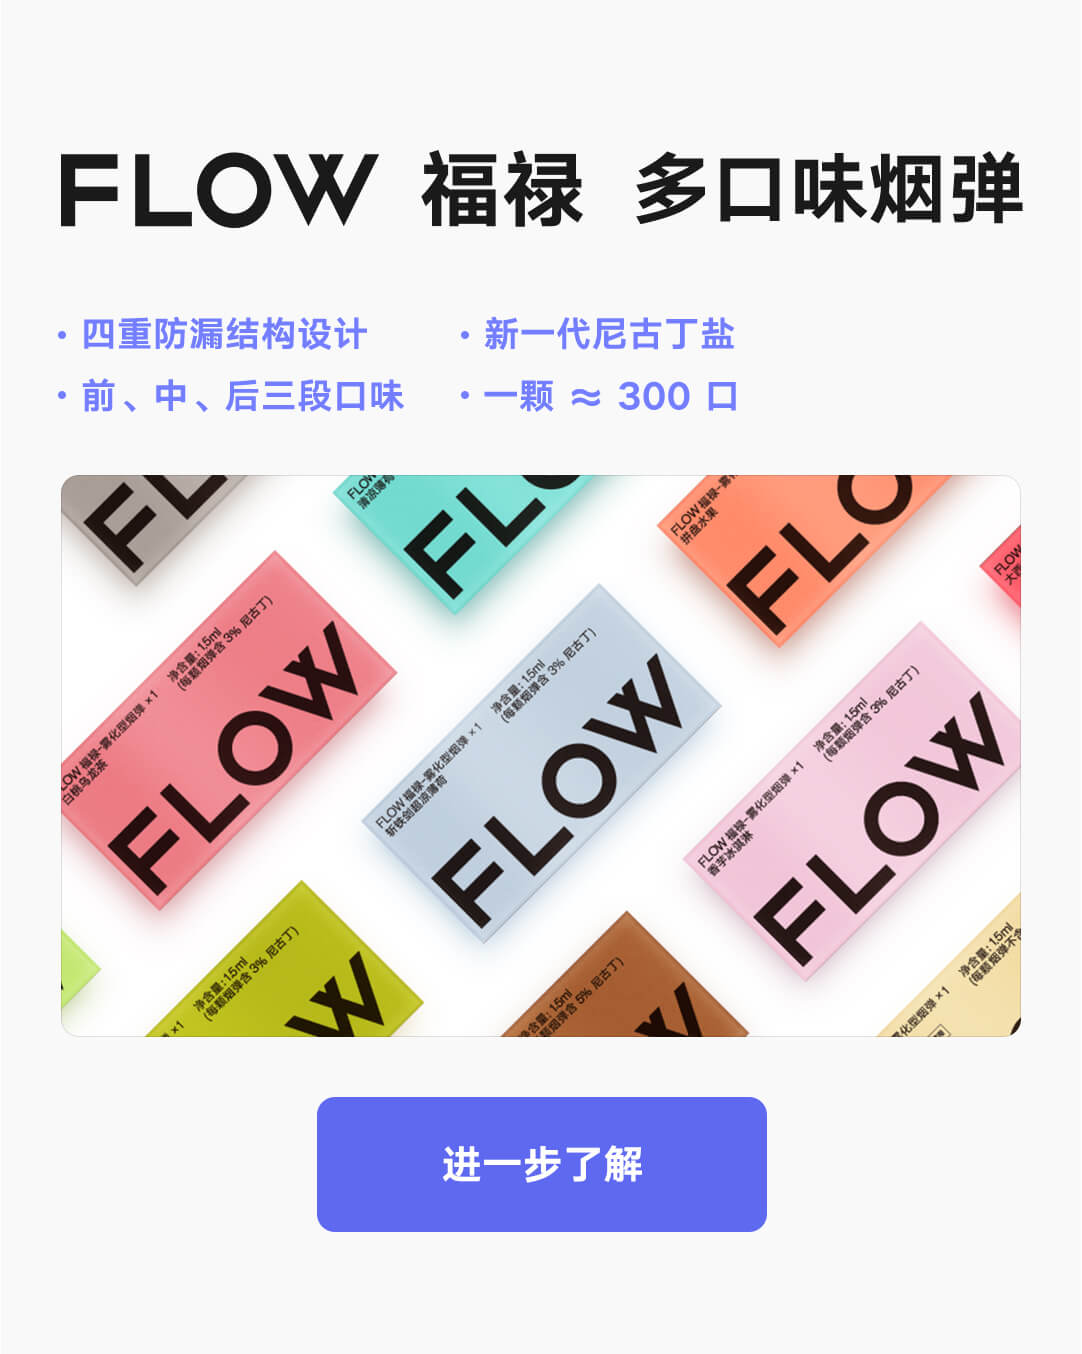 FLOW 福禄 多口味烟弹
· 四重防漏结构设计
· 新一代尼古丁盐
· 前、中、后三段口味
· 一颗 ≈ 300 口
FL
FLOW
清凉薄荷
FLO
FLOW 福禄-雾
拼盘水果
FLO
FLOW
大西
净含量: 1.5ml
(每颗烟弹含 3% 尼古丁)
LOW 福禄-雾化型烟弹 ×1
白桃乌龙茶
FLOW
净含量: 1.5ml
(每颗烟弹含 3% 尼古丁)
FLOW 福禄-雾化型烟弹 ×1
斩铁剑超凉薄荷
FLOW
净含量: 1.5ml
(每颗烟弹含 3% 尼古丁)
FLOW 福禄-雾化型烟弹 ×1
香芋冰淇淋
FLOW
净含量: 1.5ml
(每颗烟弹含 3% 尼古丁)
×1
W
净含量: 1.5ml
颗烟弹含 5% 尼古丁)
W
净含量: 1.5ml
(每颗烟弹不含
雾化型烟弹 ×1
进一步了解